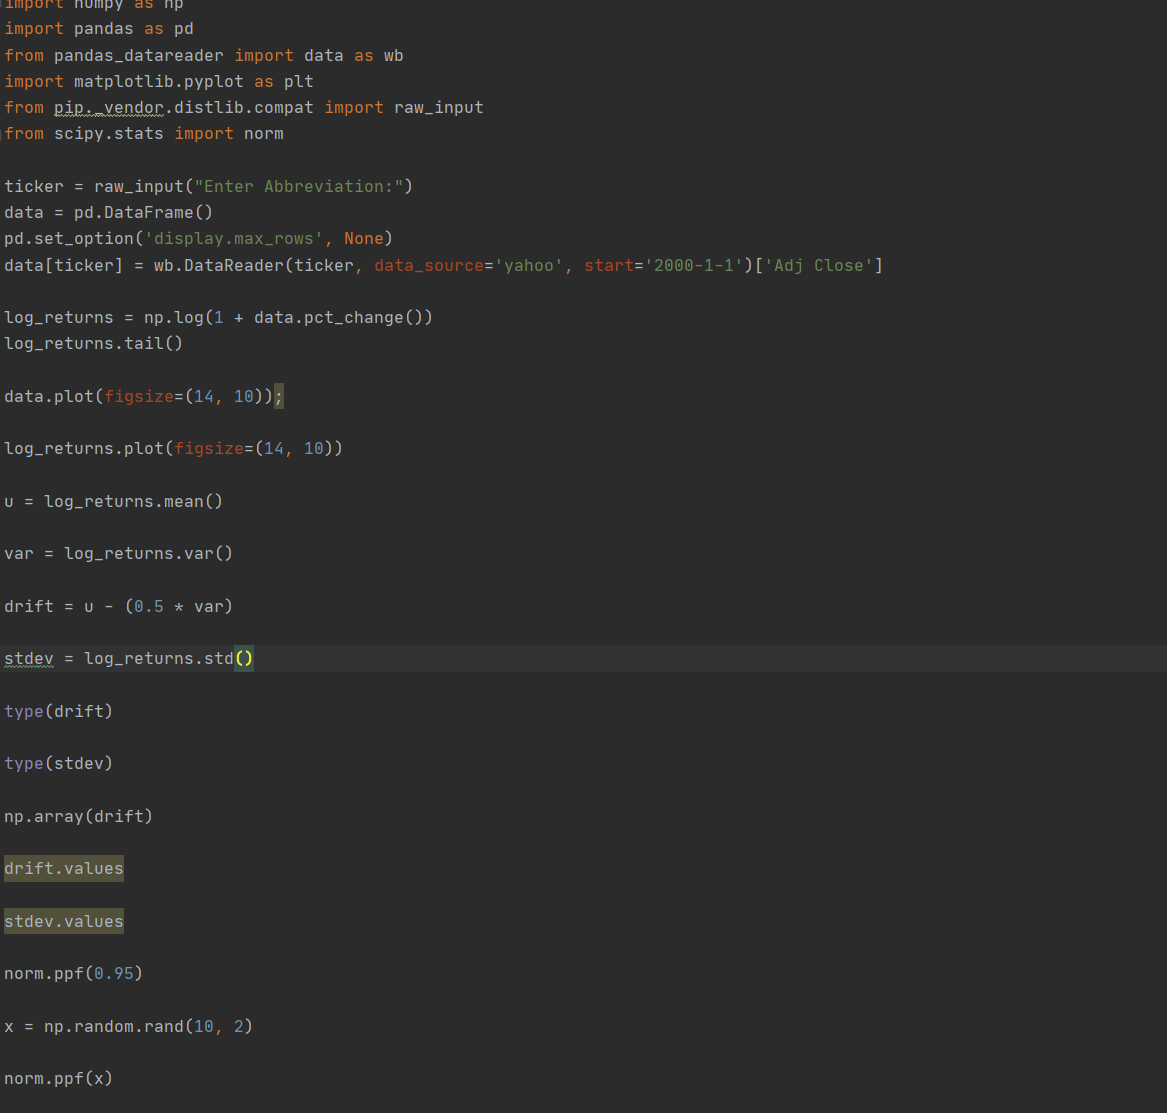 import numpy as np
import pandas as pd
from pandas_datareader import data as wb
import matplotlib.pyplot as plt
from pip._vendor.distlib.compat import raw_input
from scipy.stats import norm
ticker = raw_input("Enter Abbreviation:")
data = pd.DataFrame()
pd.set_option('display.max_rows', None)
data[ticker] = wb.DataReader(ticker, data_source='yahoo', start='2000-1-1')['Adj Close']
log_returns = np.log(1 + data.pct_change())
log_returns.tail()
data.plot(figsize=(14, 10));
log_returns.plot(figsize=(14, 10))
u = log_returns.mean()
var = log_returns.var()
drift = u - (0.5 * var)
stdev = log_returns.std()
type(drift)
type(stdev)
np.array(drift)
drift.values
stdev.values
norm.ppf(0.95)
x = np.random.rand(10, 2)
norm.ppf(x)